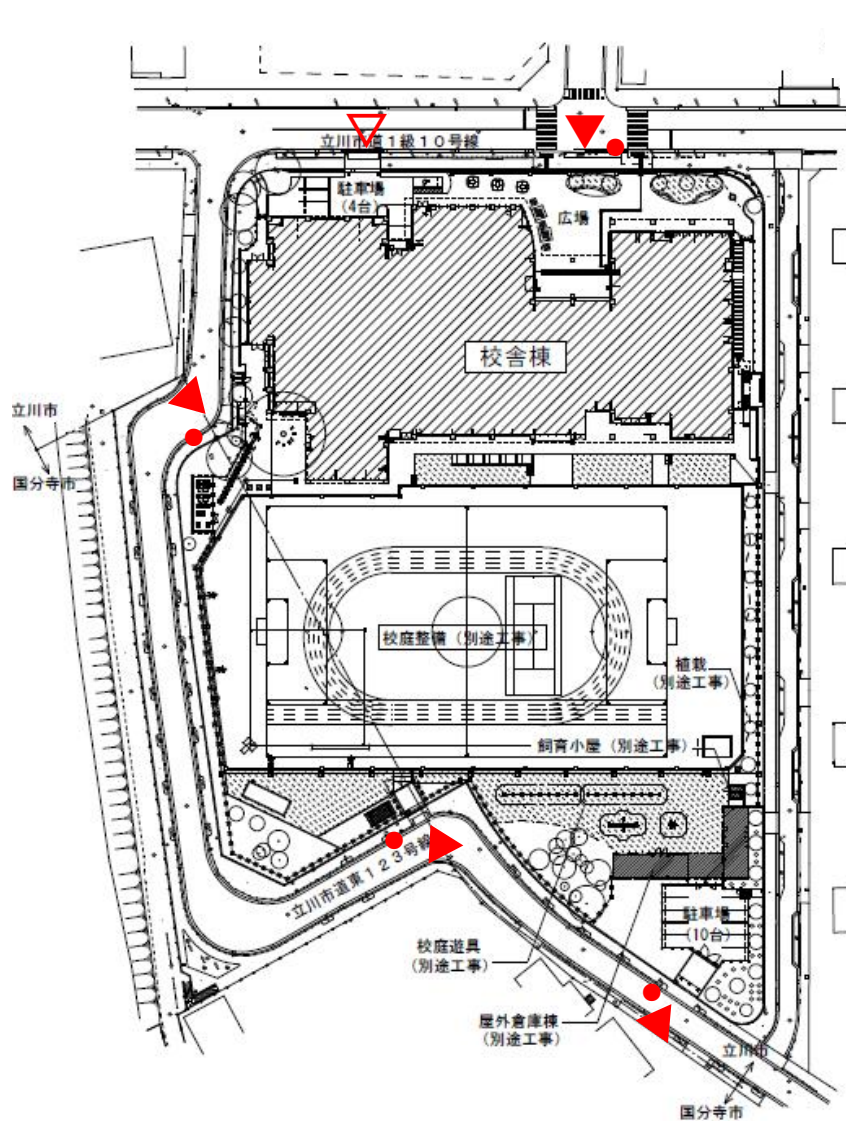 立川市道１級１０号線
駐車場
(4台)
広場
校舎棟
立川市
国分寺市
校庭整備（別途工事）
植栽
(別途工事)
飼育小屋（別途工事）
立川市道東１２３号線
駐車場
(10台)
校庭遊具
(別途工事)
屋外倉庫棟
(別途工事)
立川市
国分寺市